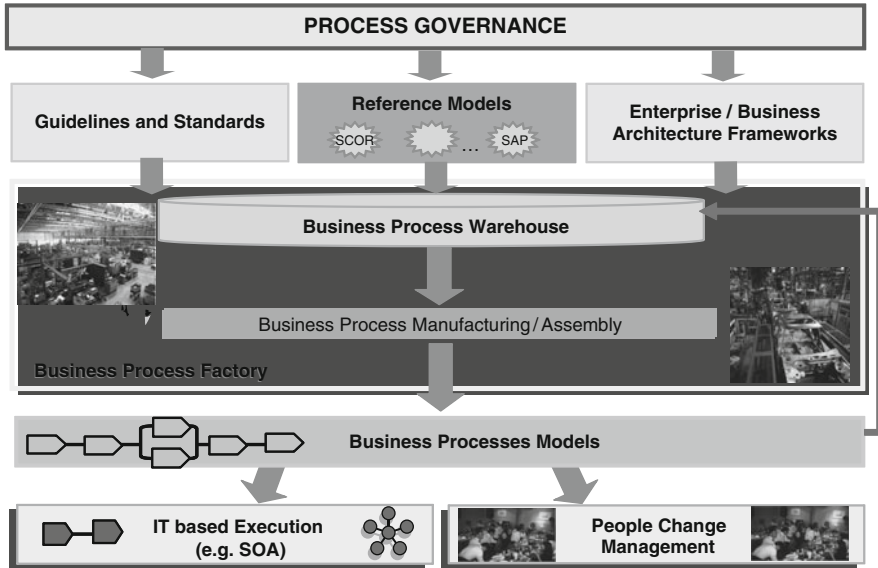 PROCESS GOVERNANCE
Guidelines and Standards
Reference Models
SCOR
...
SAP
Enterprise / Business
Architecture Frameworks
Business Process Warehouse
Business Process Manufacturing/Assembly
Business Process Factory
Business Processes Models
IT based Execution
(e.g. SOA)
People Change
Management